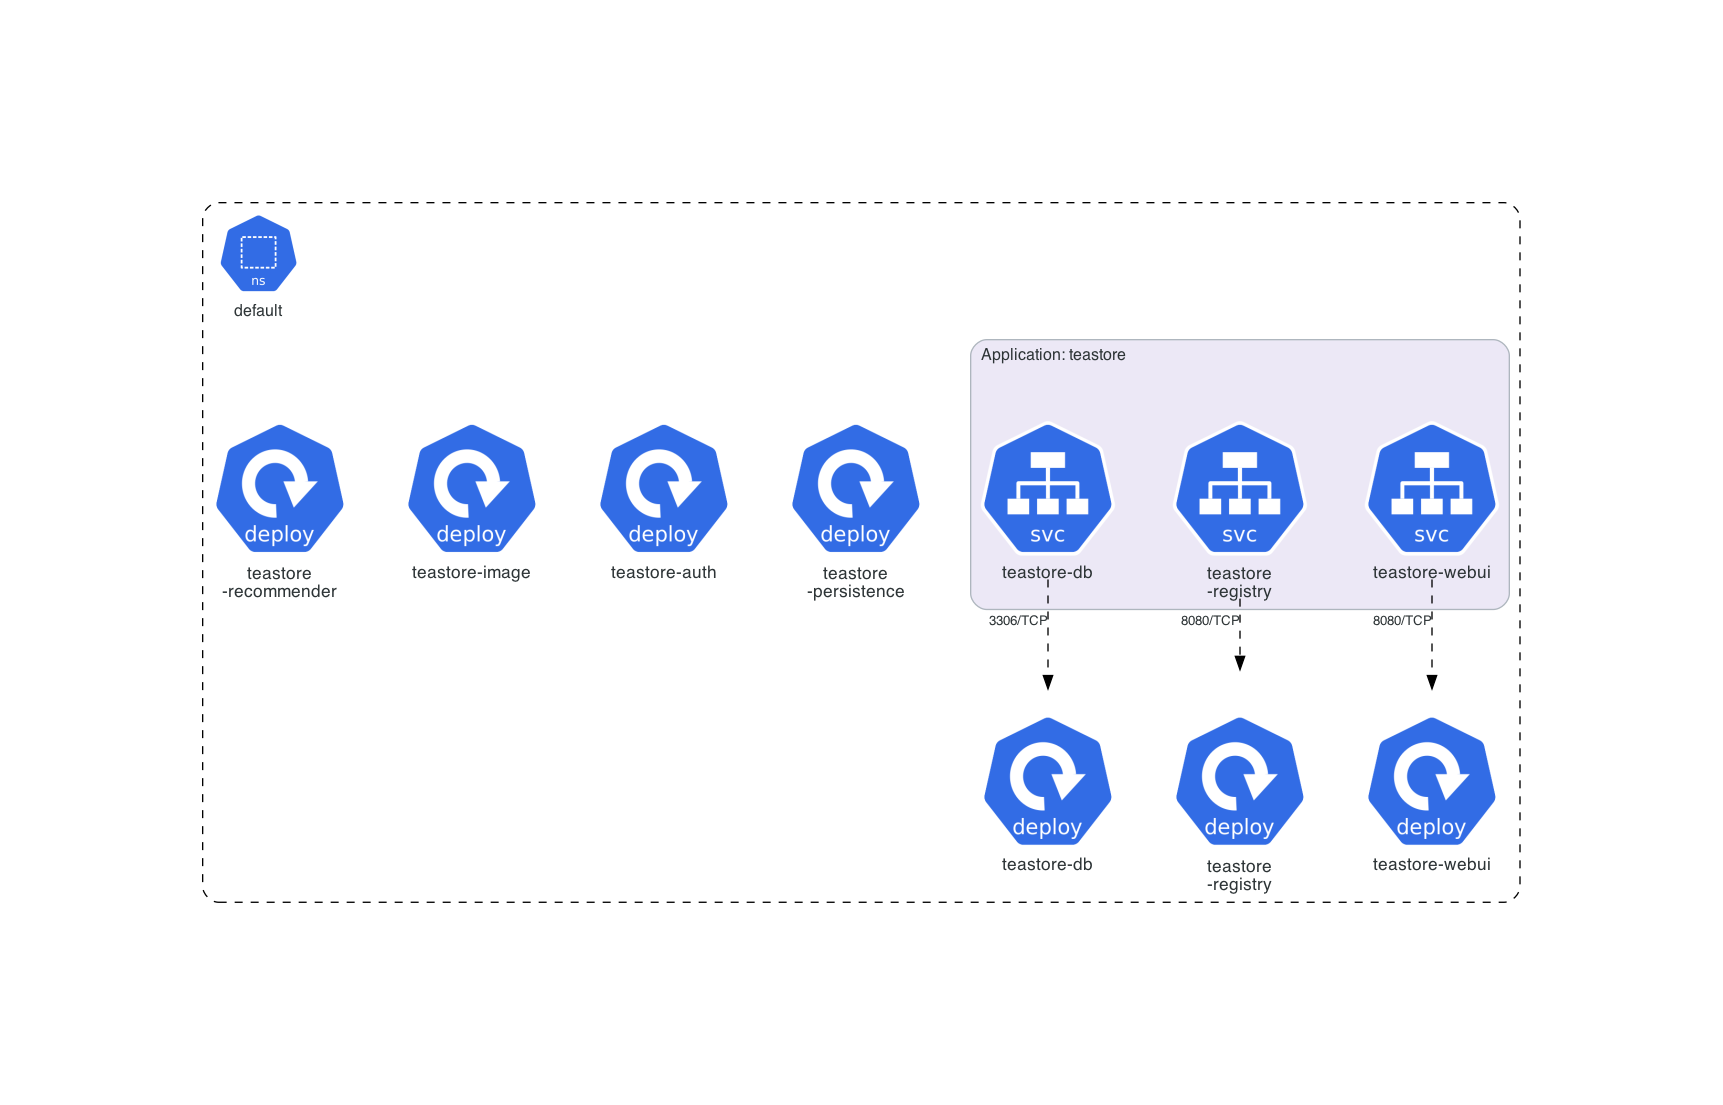 ns
default
Application: teastore
deploy
teastore
-recommender
deploy
teastore-image
deploy
teastore-auth
deploy
teastore
-persistence
svc
teastore-db
svc
teastore
-registry
svc
teastore-webui
3306/TCP
8080/TCP
8080/TCP
deploy
teastore-db
deploy
teastore
-registry
deploy
teastore-webui